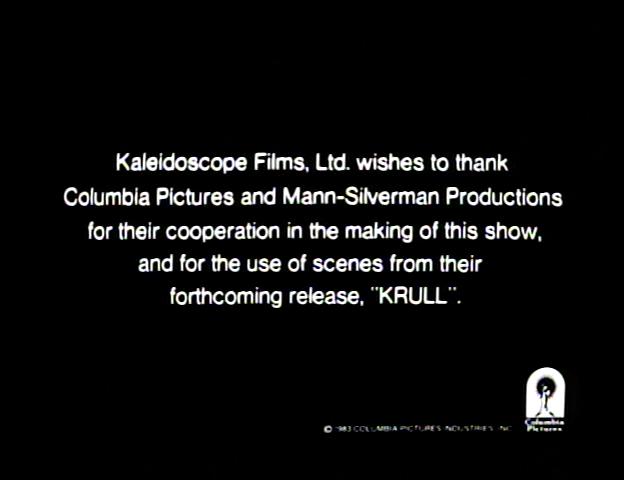 Kaleidoscope Films, Ltd. wishes to thank
Columbia Pictures and Mann-Silverman Productions
for their cooperation in the making of this show,
and for the use of scenes from their
forthcoming release, "KRULL".
© 1983 COLUMBIA PICTURES INDUSTRIES, INC.
Columbia
Pictures